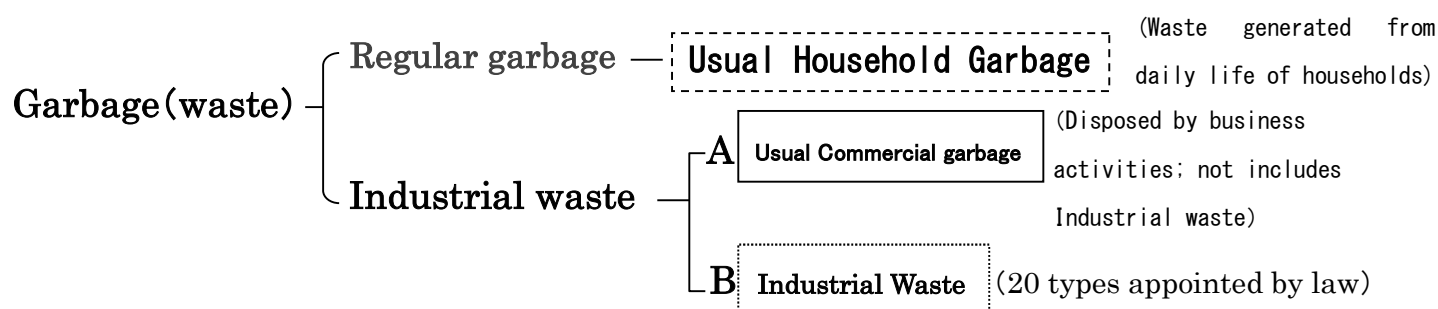 Garbage（waste）
Regular garbage
Usual Household Garbage
(Waste generated from
daily life of households)
Industrial waste
A
Usual Commercial garbage
(Disposed by business
activities; not includes
Industrial waste)
B
Industrial Waste
（20 types appointed by law）